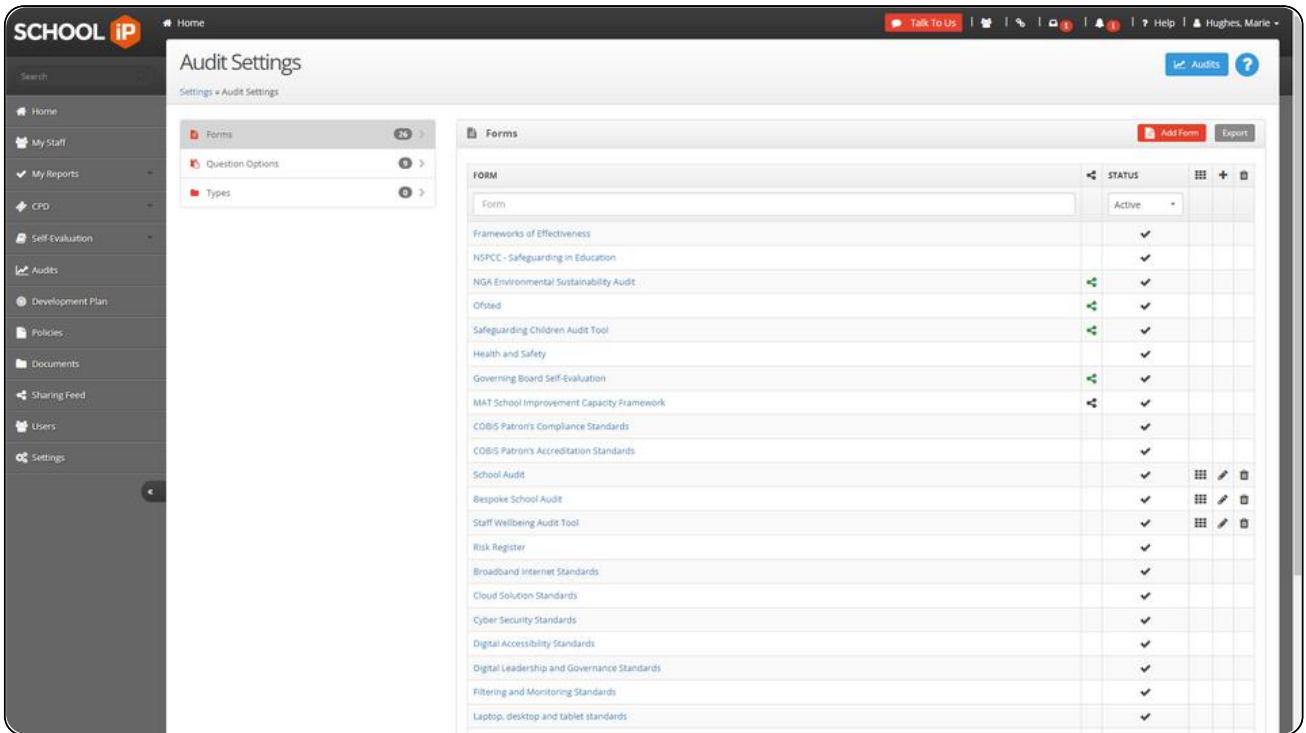 SCHOOL iP
Home
Talk To Us
1
1
? Help
Hughes, Marie
Search
Home
My Staff
My Reports
CPD
Self-Evaluation
Audits
Development Plan
Policies
Documents
Sharing Feed
Users
Settings
«
Audit Settings
Audits
?
Settings » Audit Settings
Forms 26
Question Options 9
Types 0
Forms
Add Form
Export
FORM STATUS
Form Active
Frameworks of Effectiveness
NSPCC - Safeguarding in Education
NGA Environmental Sustainability Audit
Ofsted
Safeguarding Children Audit Tool
Health and Safety
Governing Board Self-Evaluation
MAT School Improvement Capacity Framework
COBIS Patron's Compliance Standards
COBIS Patron's Accreditation Standards
School Audit
Bespoke School Audit
Staff Wellbeing Audit Tool
Risk Register
Broadband Internet Standards
Cloud Solution Standards
Cyber Security Standards
Digital Accessibility Standards
Digital Leadership and Governance Standards
Filtering and Monitoring Standards
Laptop, desktop and tablet standards